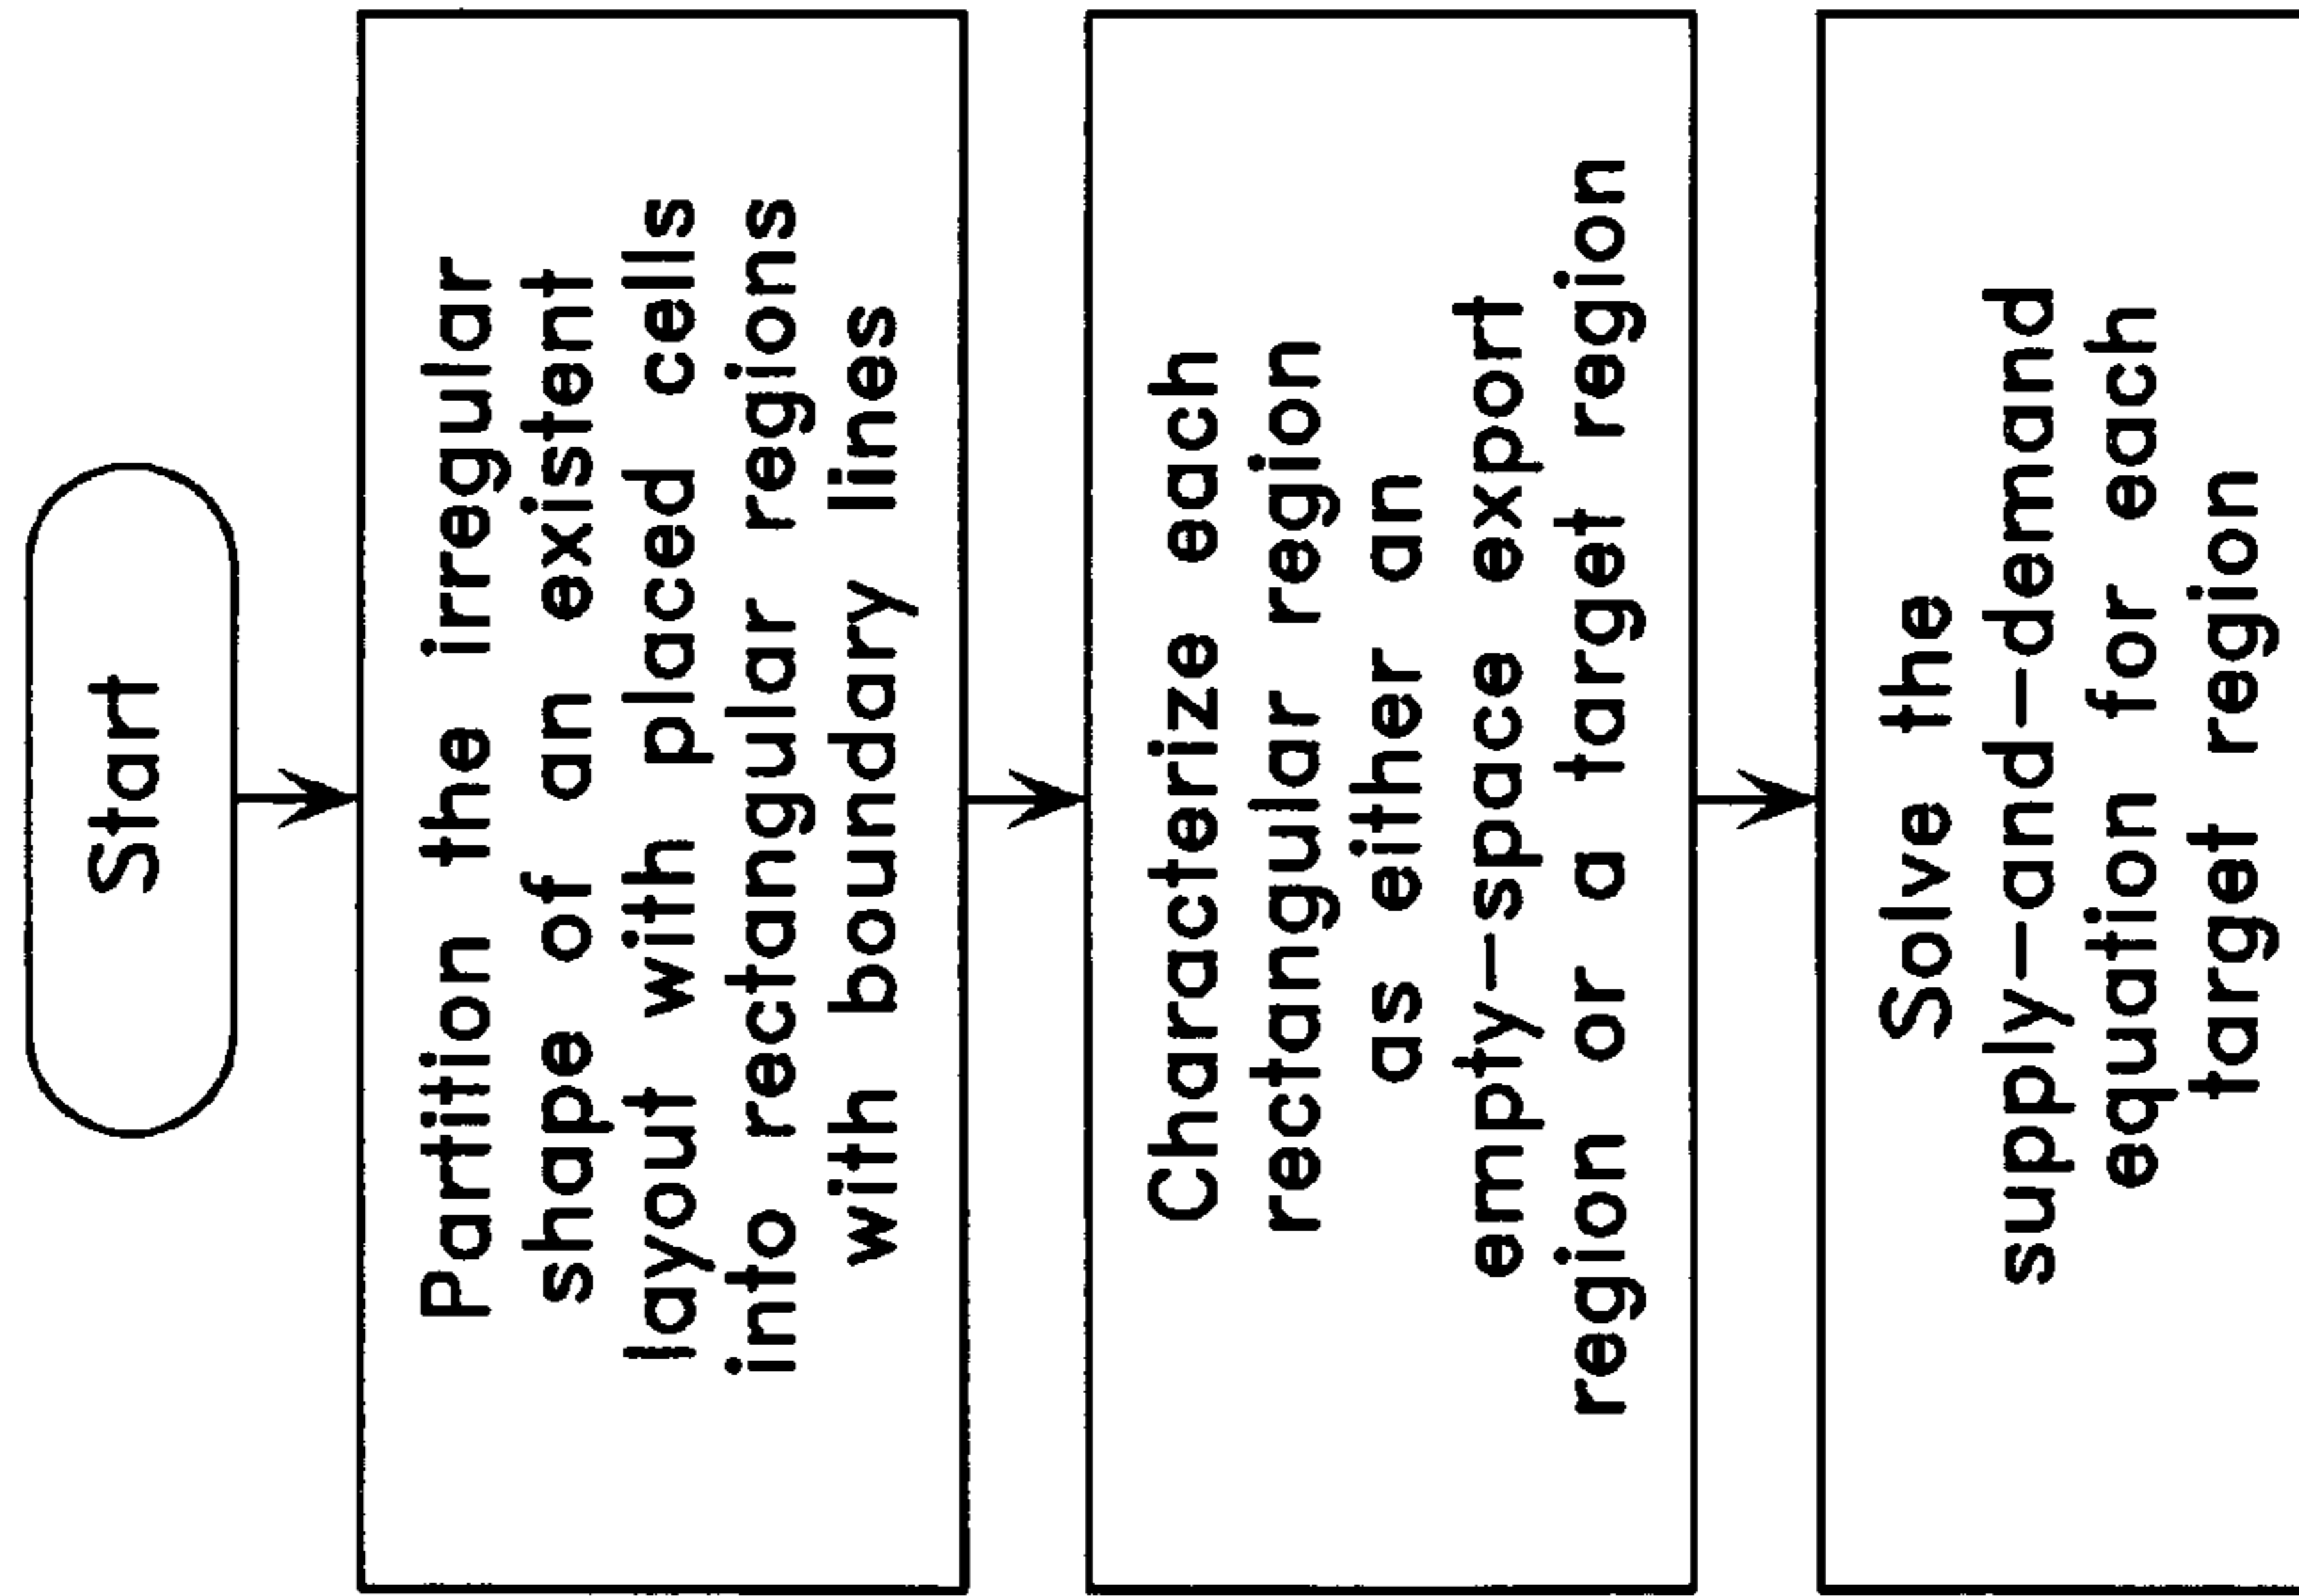 Start
Partition the irregular
shape of an existent
layout with placed cells
into rectangular regions
with boundary lines
Characterize each
rectangular region
as either an
empty-space export
region or a target region
Solve the
supply-and-demand
equation for each
target region